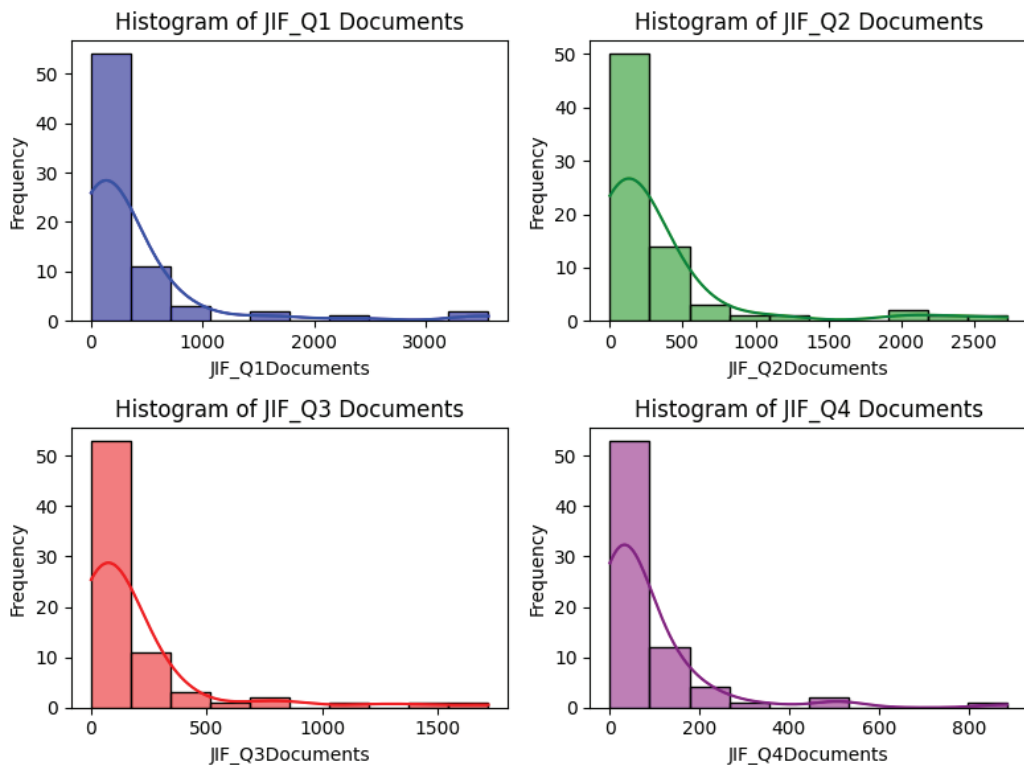 Histogram of JIF_Q1 Documents
Frequency
50
40
30
20
10
0
0 1000 2000 3000
JIF_Q1Documents
Histogram of JIF_Q2 Documents
Frequency
50
40
30
20
10
0
0 500 1000 1500 2000 2500
JIF_Q2Documents
Histogram of JIF_Q3 Documents
Frequency
50
40
30
20
10
0
0 500 1000 1500
JIF_Q3Documents
Histogram of JIF_Q4 Documents
Frequency
50
40
30
20
10
0
0 200 400 600 800
JIF_Q4Documents